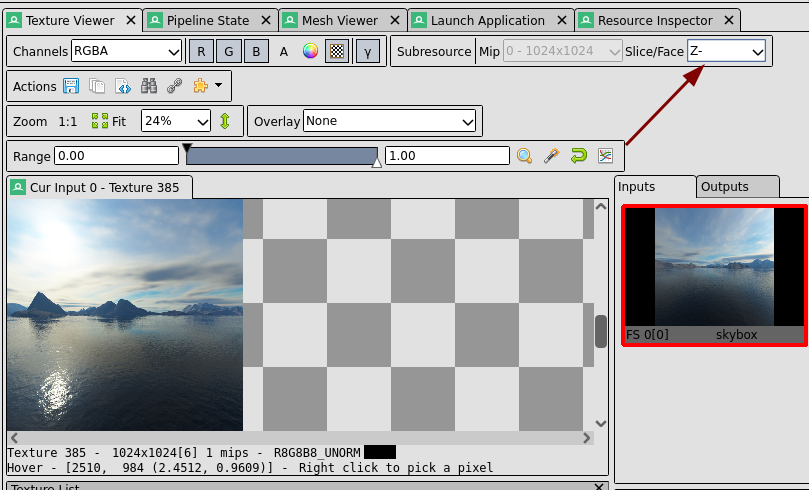 Texture Viewer Pipeline State Mesh Viewer Launch Application Resource Inspector
Channels RGBA R G B A γ Subresource Mip 0 - 1024x1024 Slice/Face Z-
Actions
Zoom 1:1 Fit 24% Overlay None
Range 0.00 1.00
Cur Input 0 - Texture 385
Inputs Outputs
FS 0[0] skybox
Texture 385 - 1024x1024[6] 1 mips - R8G8B8_UNORM
Hover - [2510, 984 (2.4512, 0.9609)] - Right click to pick a pixel
Texture List